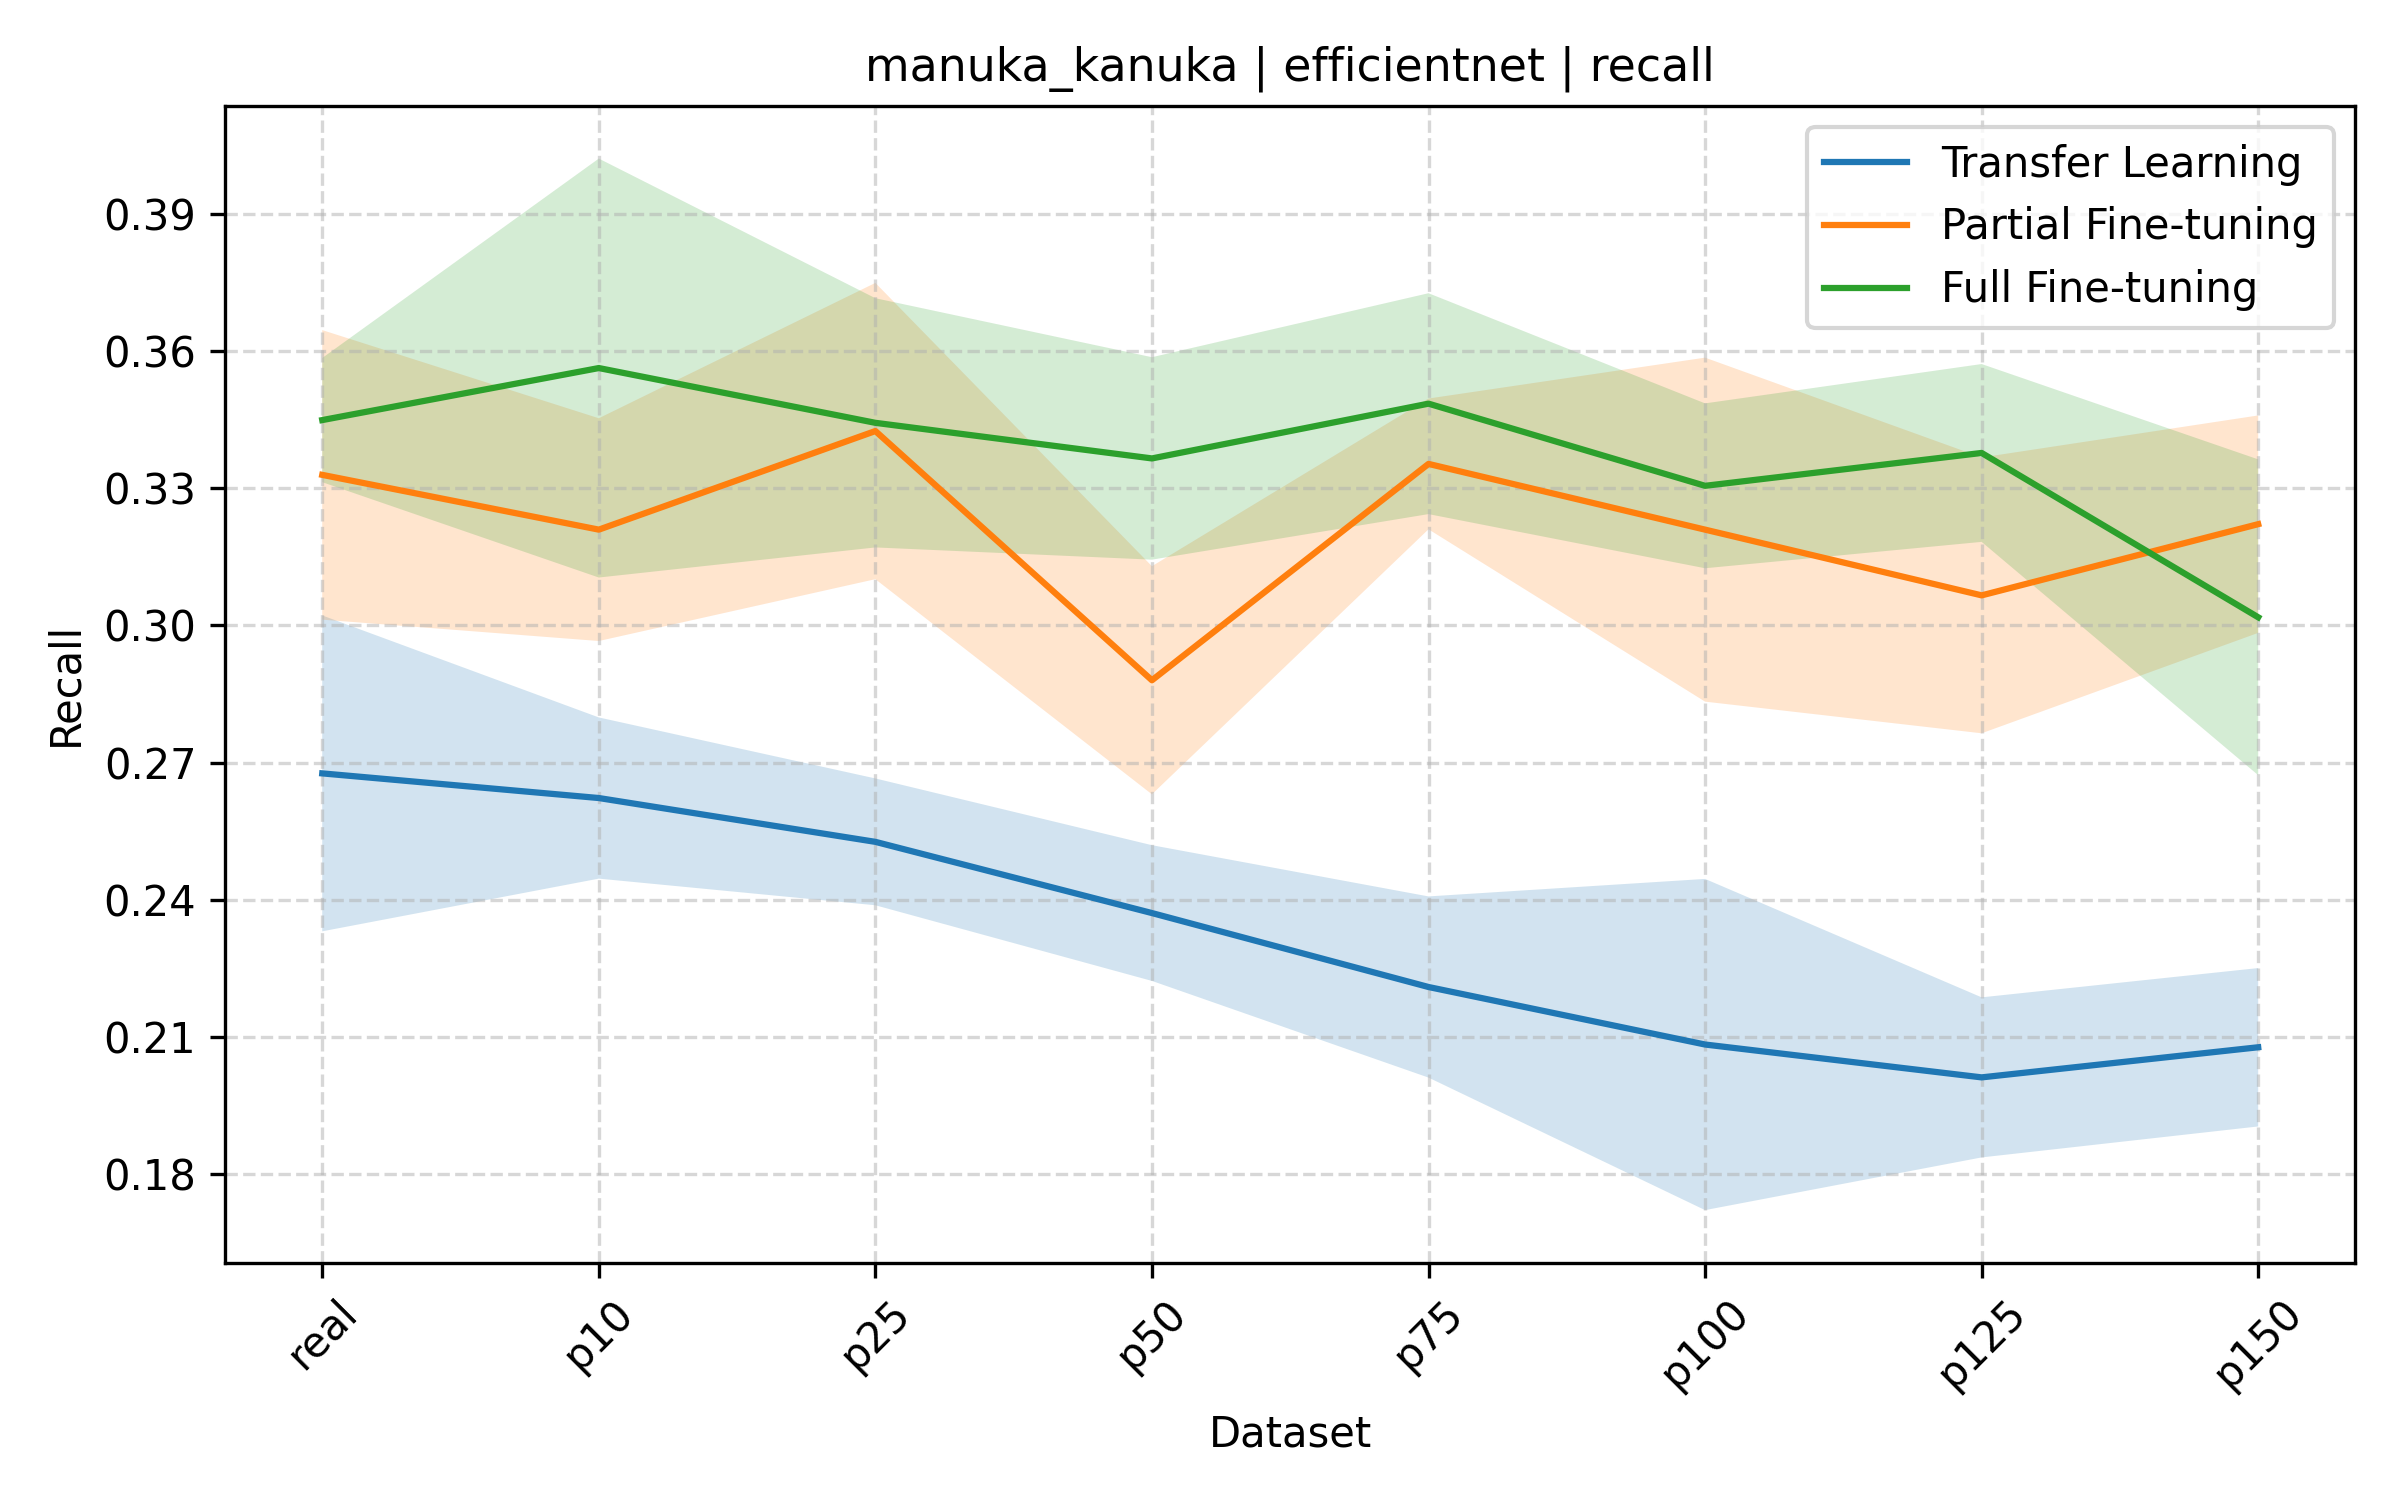 manuka_kanuka | efficientnet | recall
Transfer Learning
Partial Fine-tuning
Full Fine-tuning
Recall
0.39
0.36
0.33
0.30
0.27
0.24
0.21
0.18
real
p10
p25
p50
p75
p100
p125
p150
Dataset